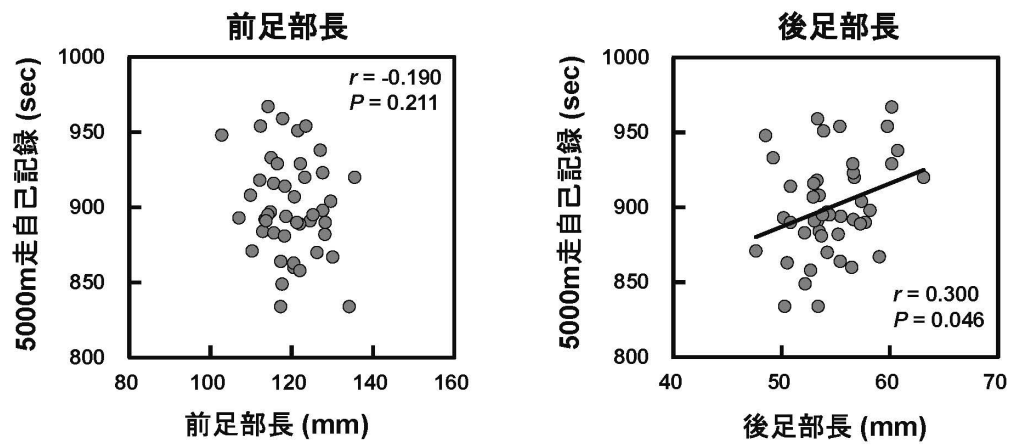 前足部長
1000
950
900
850
800
5000m走自己記録 (sec)
r = -0.190
P = 0.211
80
100
120
140
160
前足部長 (mm)
後足部長
1000
950
900
850
800
5000m走自己記録 (sec)
r = 0.300
P = 0.046
40
50
60
70
後足部長 (mm)